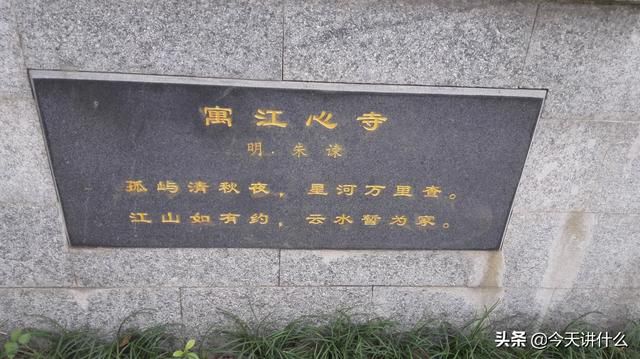 寓江心寺
明·朱谏
孤屿清秋夜，星河万里查。
江山如有约，云水暂为家。
头条 @今天讲什么